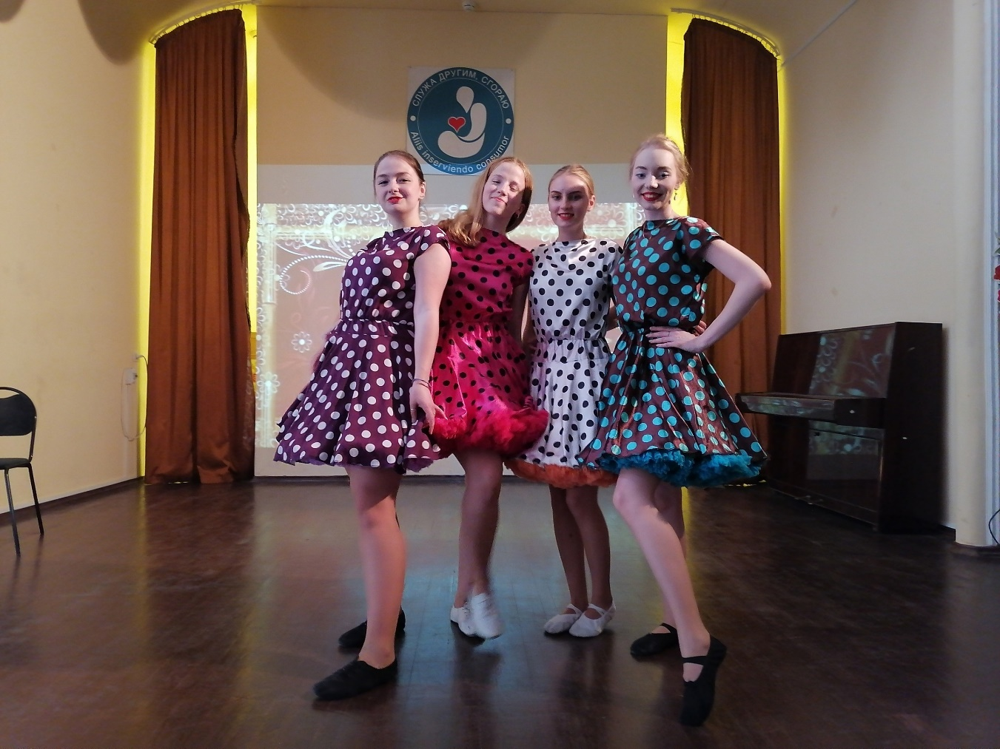 СЛУЖА ДРУГИМ, СГОРАЮ
Aliis inserviendo consumor